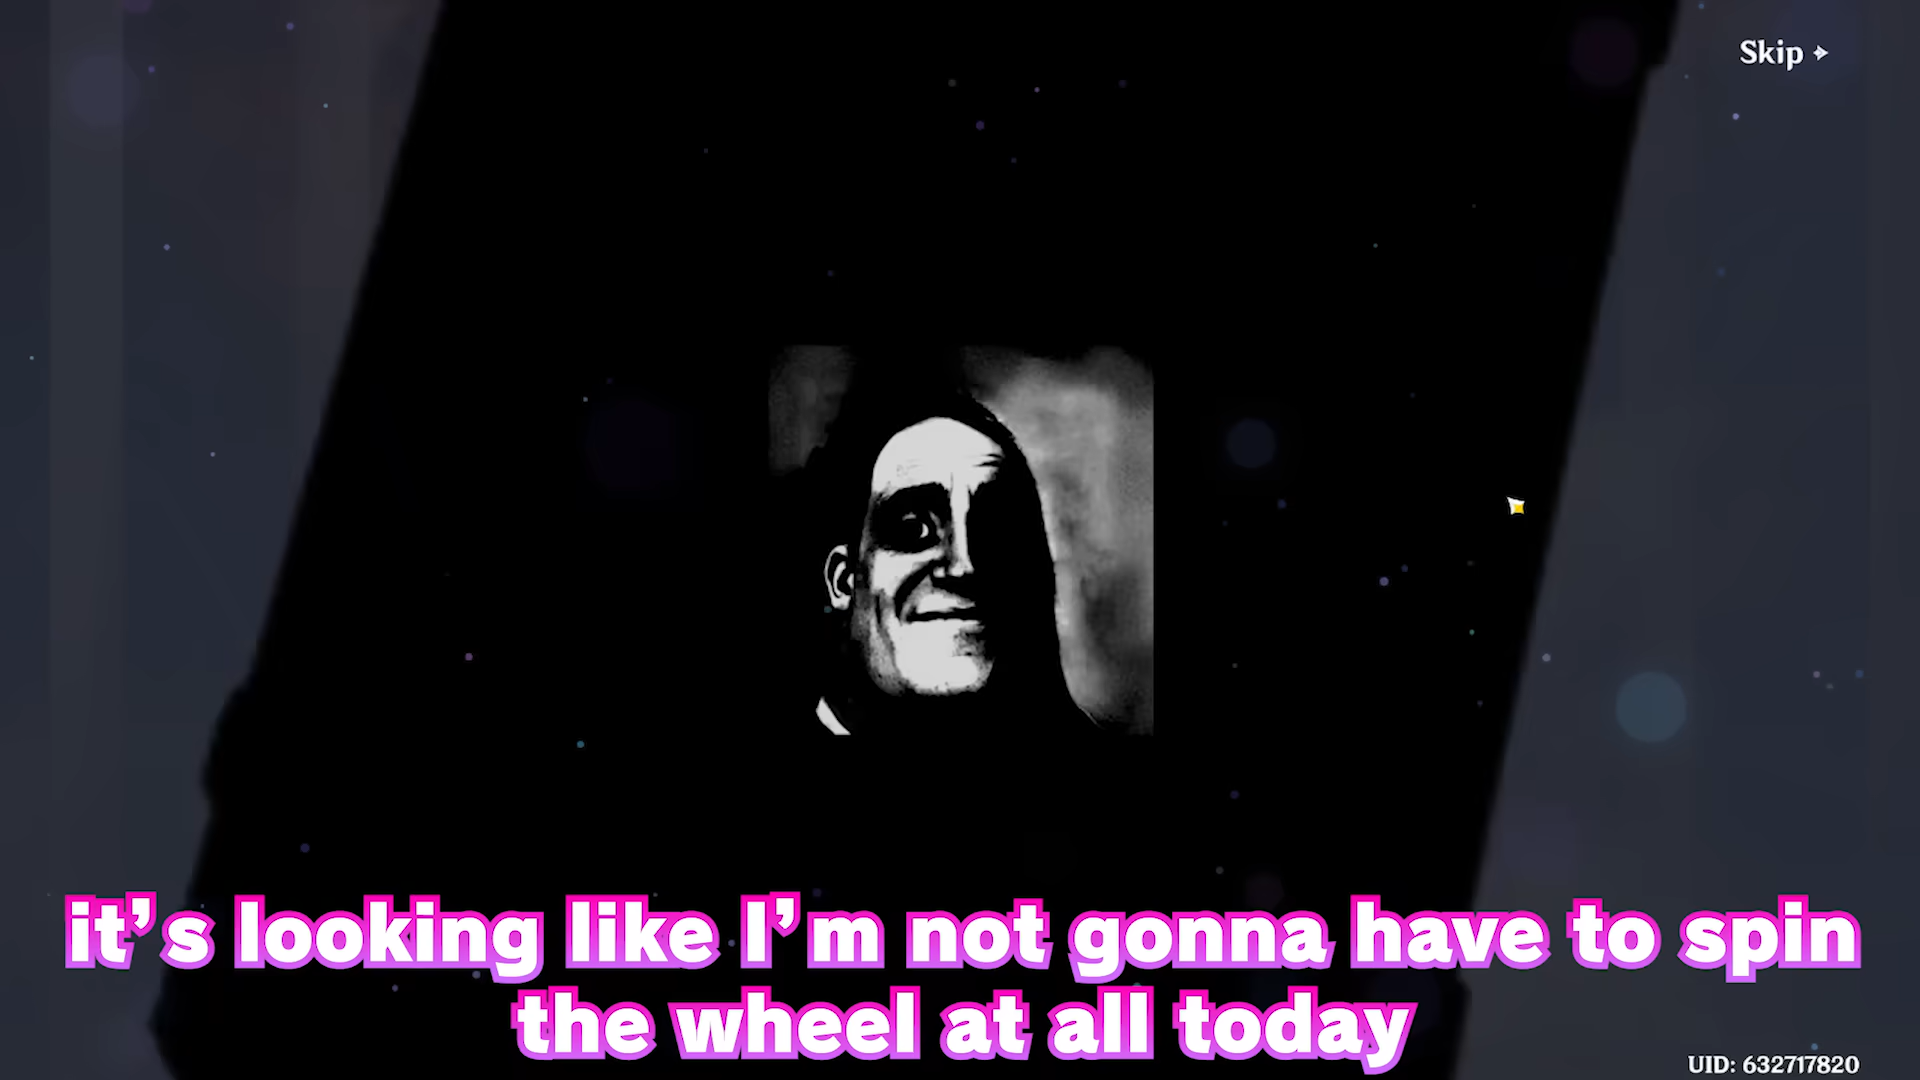 Skip
it’s looking like I’m not gonna have to spin
the wheel at all today
UID: 632717820